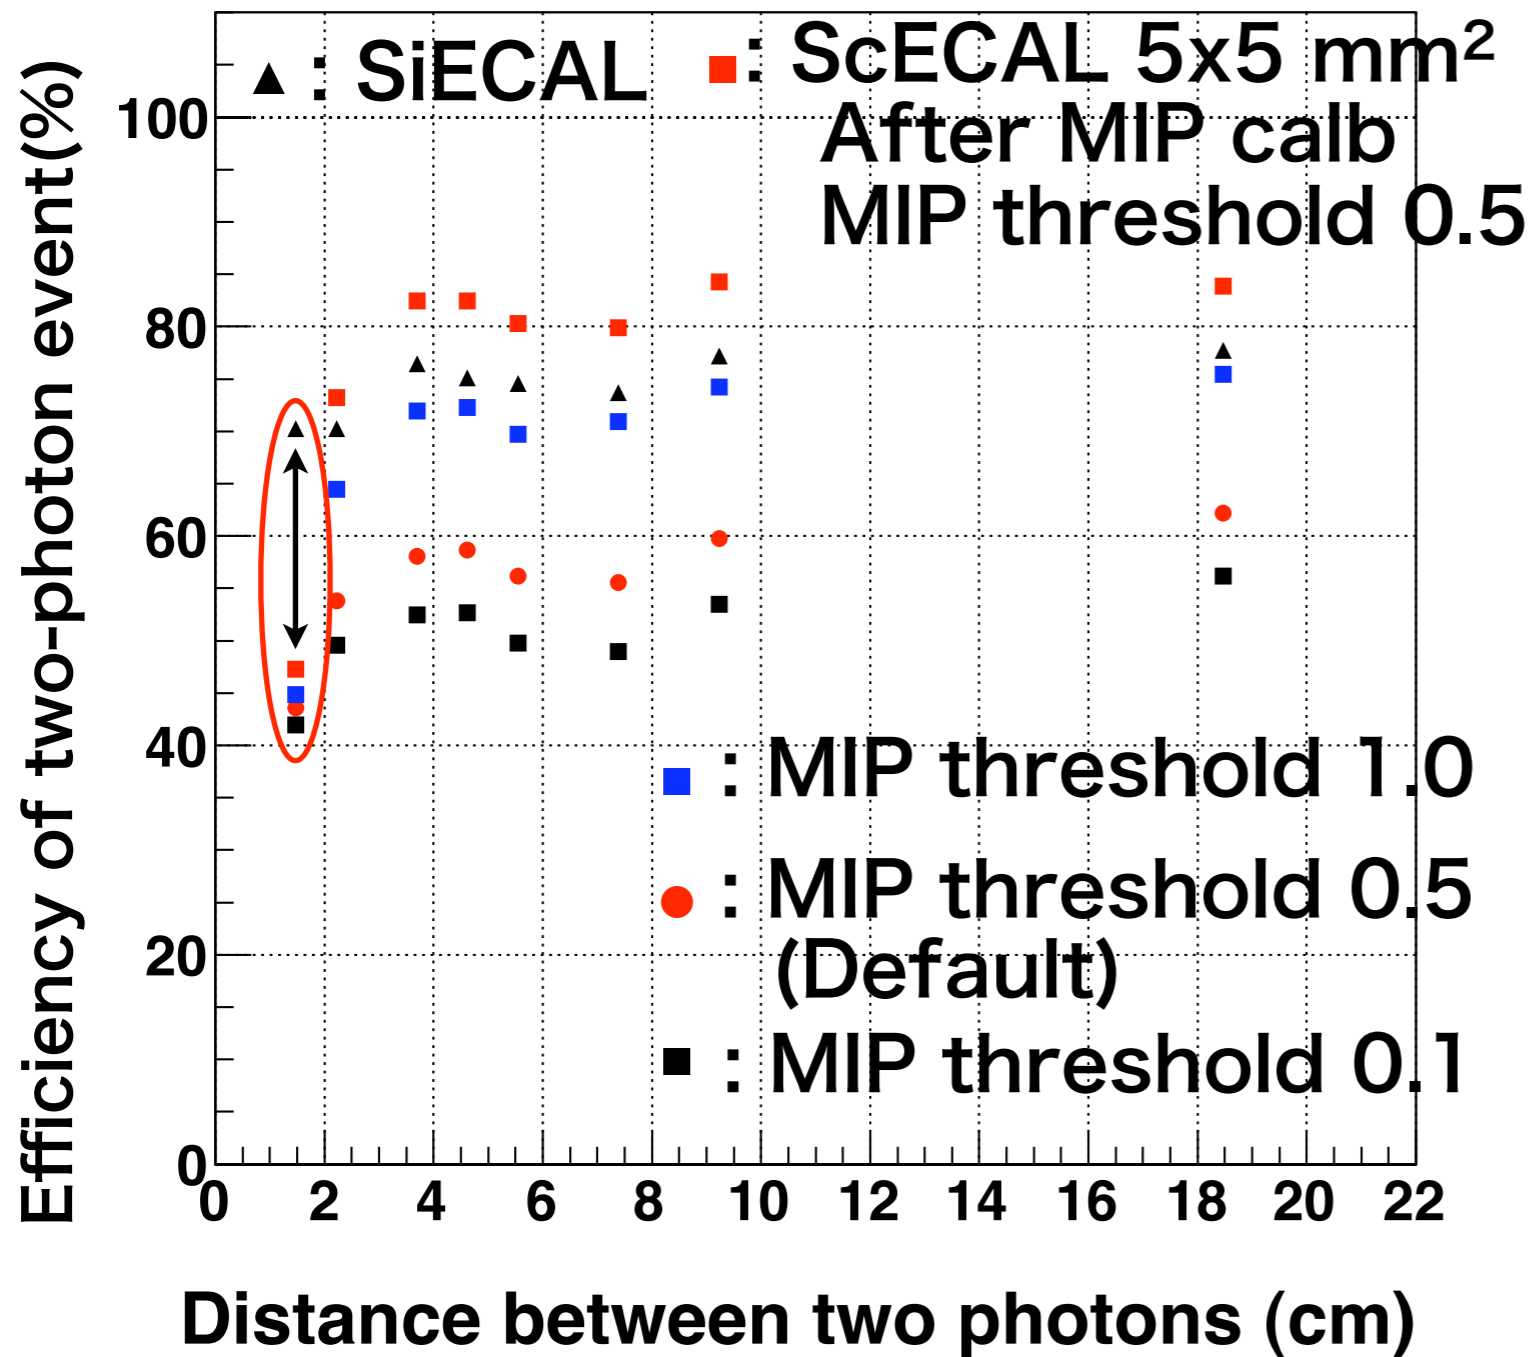 ▲ : SiECAL ■: ScECAL 5x5 mm²
After MIP calb
MIP threshold 0.5
Efficiency of two-photon event(%)
100
80
60
40
20
0
■ : MIP threshold 1.0
● : MIP threshold 0.5
(Default)
■ : MIP threshold 0.1
0 2 4 6 8 10 12 14 16 18 20 22
Distance between two photons (cm)